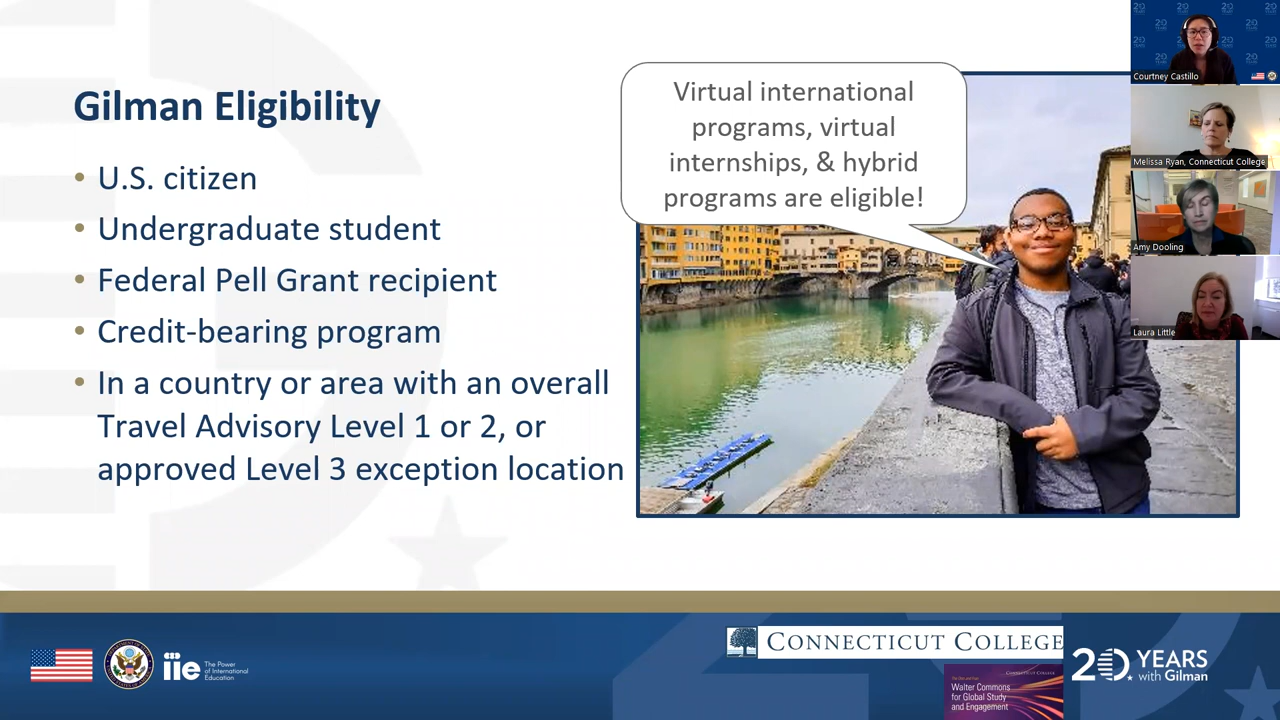 Gilman Eligibility
• U.S. citizen
• Undergraduate student
• Federal Pell Grant recipient
• Credit-bearing program
• In a country or area with an overall
Travel Advisory Level 1 or 2, or
approved Level 3 exception location
Virtual international
programs, virtual
internships, & hybrid
programs are eligible!
Courtney Castillo
Melissa Ryan, Connecticut College
Amy Dooling
Laura Little
iie
The Power
of International
Education
CONNECTICUT COLLEGE
CONNECTICUT COLLEGE
Walter Commons
for Global Study
and Engagement
20 YEARS
with Gilman